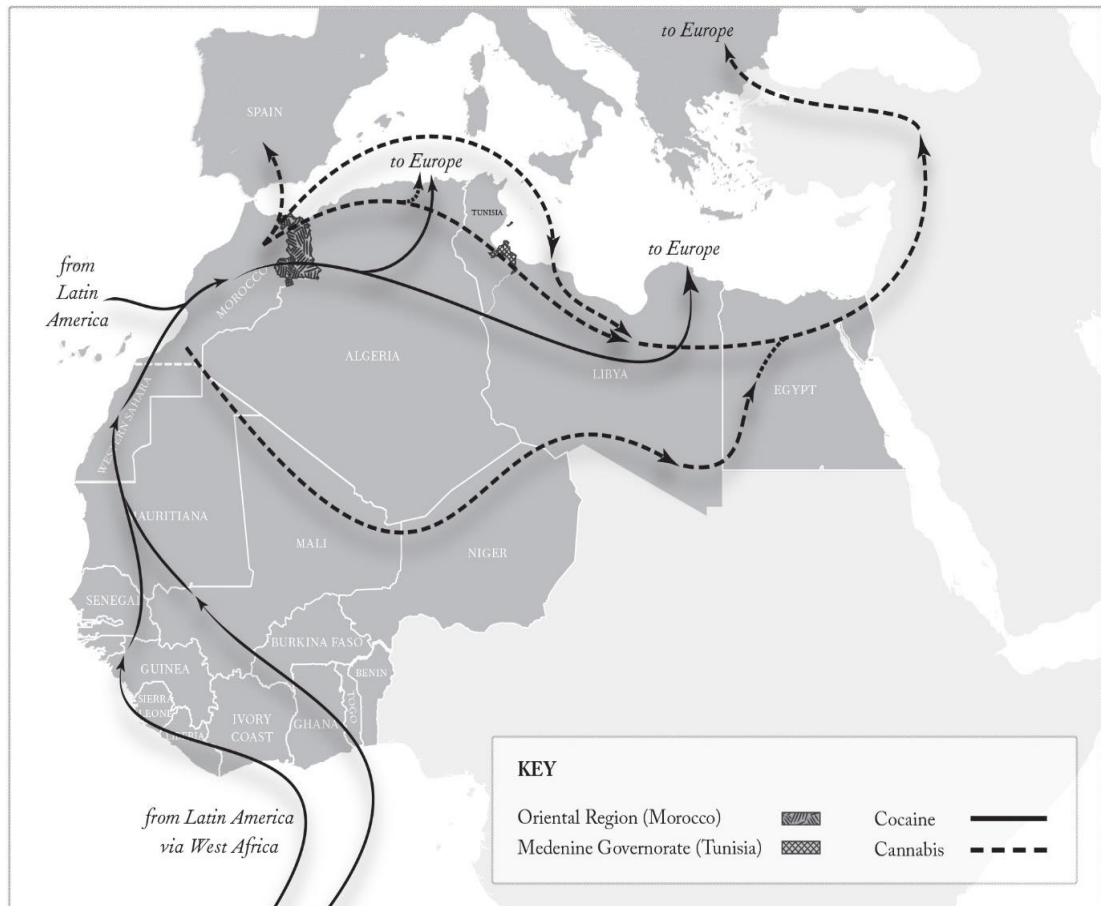 to Europe
SPAIN
to Europe
TUNISIA
to Europe
from
Latin
America
MOROCCO
ALGERIA
LIBYA
EGYPT
WESTERN SAHARA
MAURITIANA
MALI
NIGER
SENEGAL
BURKINA FASO
GUINEA
BENIN
SIERRA
LEONE
IVORY
COAST
GHANA
TOGO
LIBERIA
from Latin America
via West Africa
KEY
Oriental Region (Morocco)
Cocaine
Medenine Governorate (Tunisia)
Cannabis